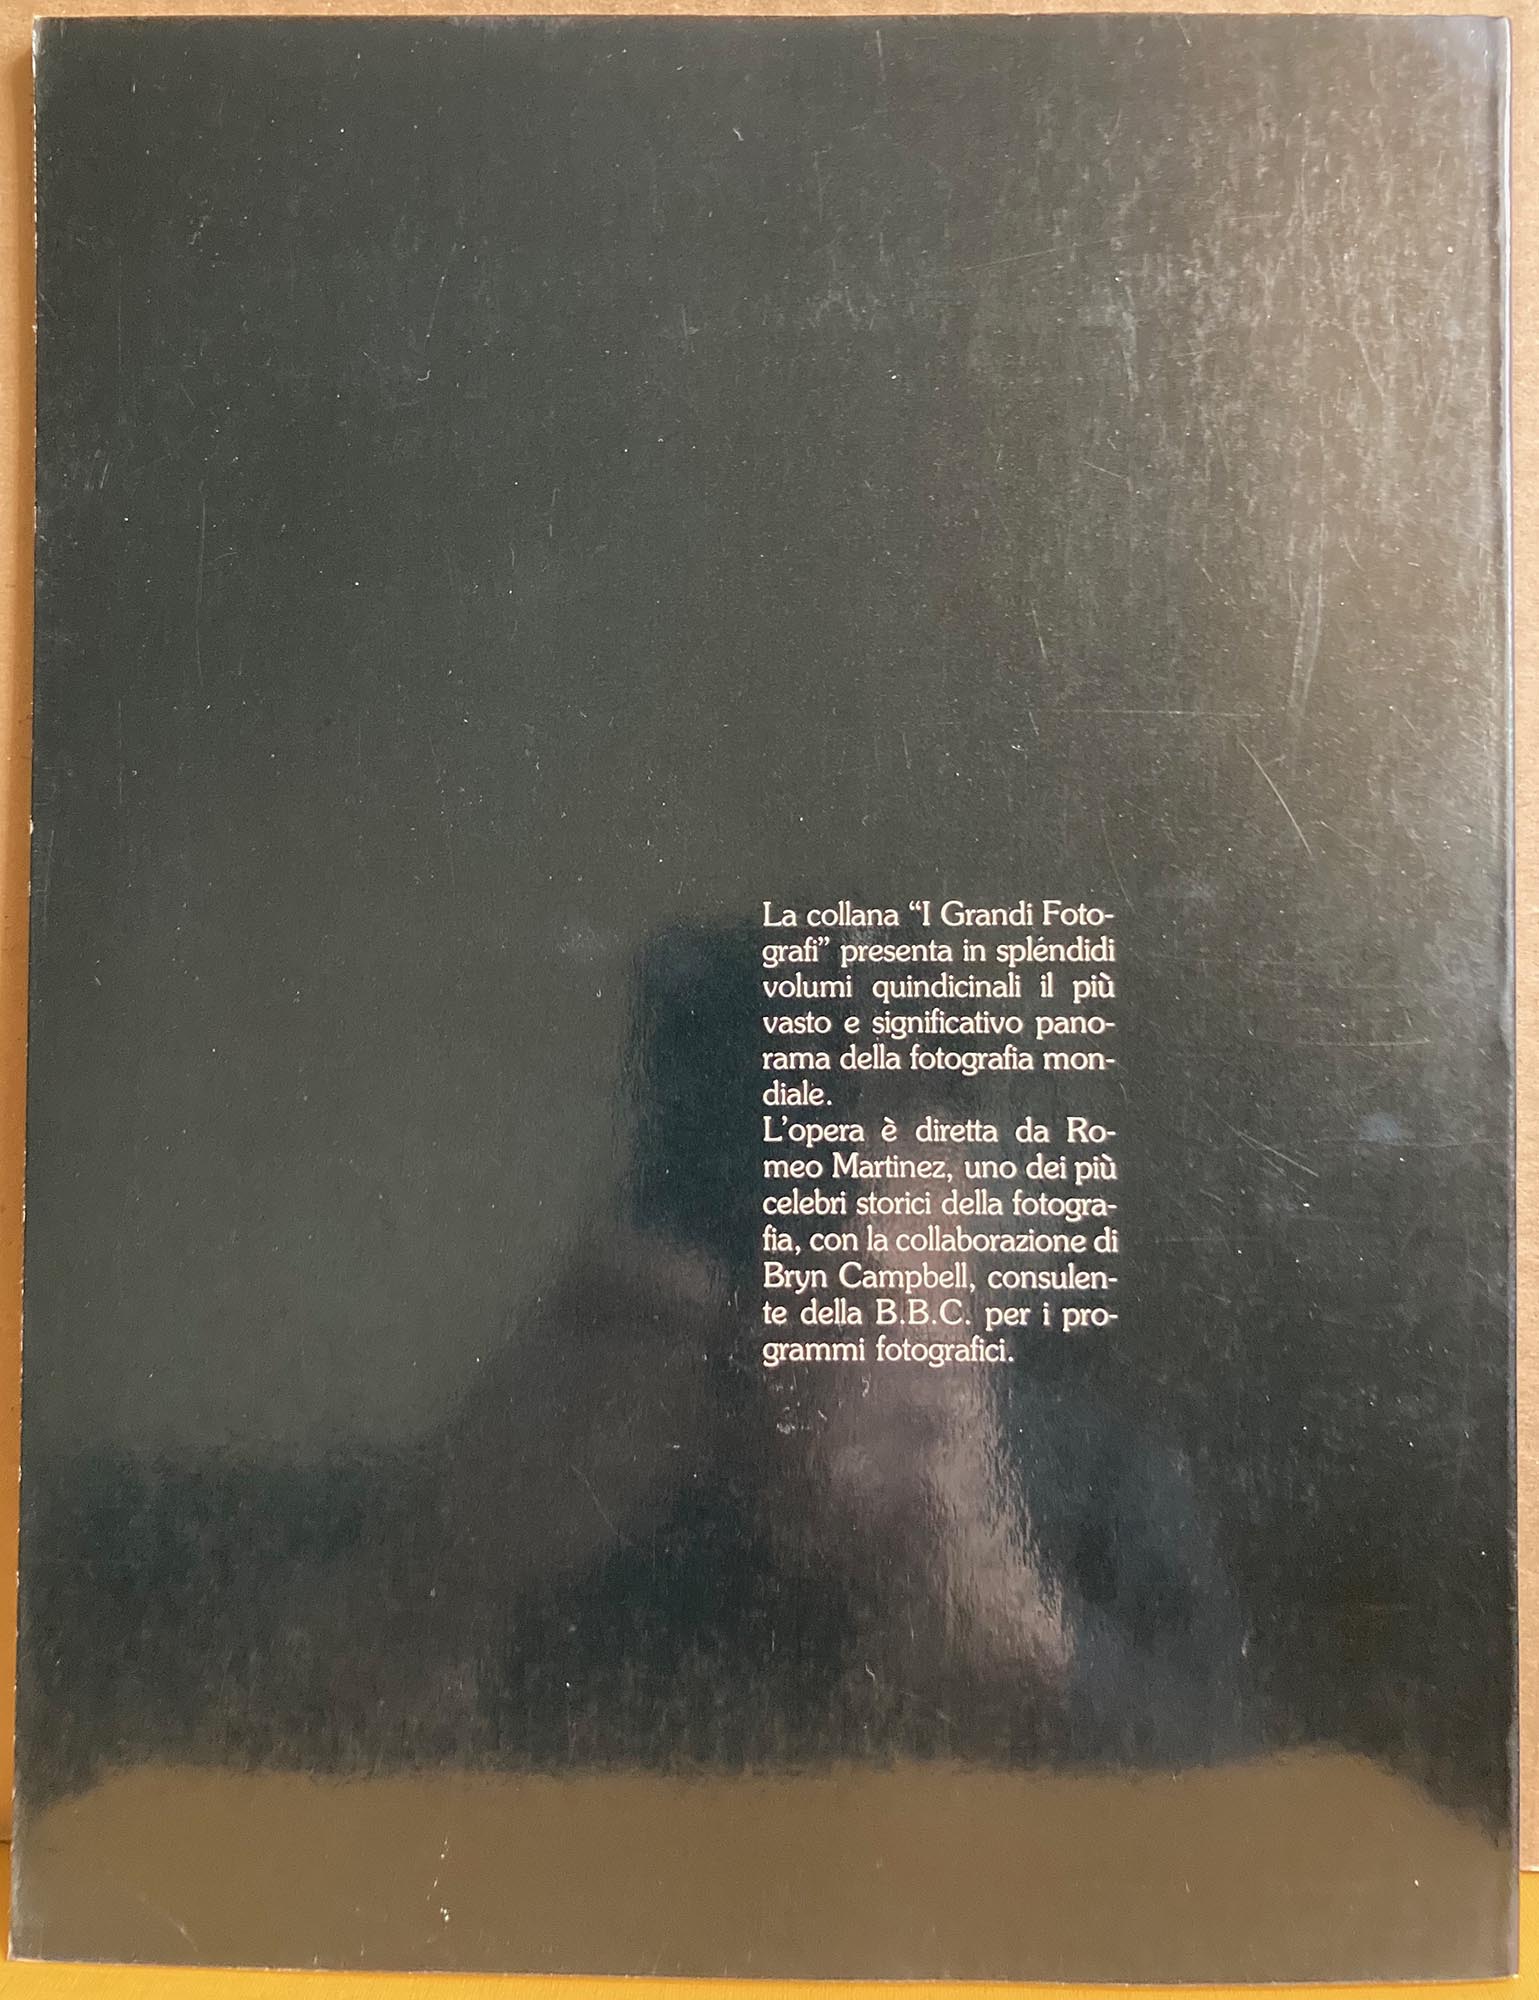 La collana “I Grandi Foto-
grafi” presenta in spléndidi
volumi quindicinali il più
vasto e significativo pano-
rama della fotografia mon-
diale.
L’opera è diretta da Ro-
meo Martinez, uno dei più
celebri storici della fotogra-
fia, con la collaborazione di
Bryn Campbell, consulen-
te della B.B.C. per i pro-
grammi fotografici.